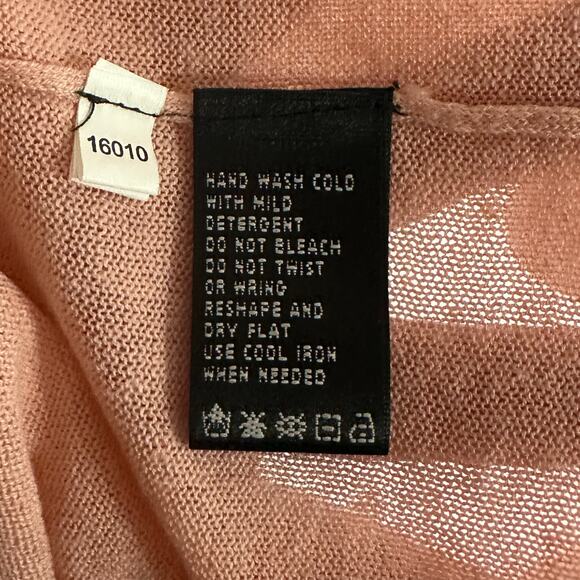 16010
HAND WASH COLD
WITH MILD
DETERGENT
DO NOT BLEACH
DO NOT TWIST
OR WRING
RESHAPE AND
DRY FLAT
USE COOL IRON
WHEN NEEDED